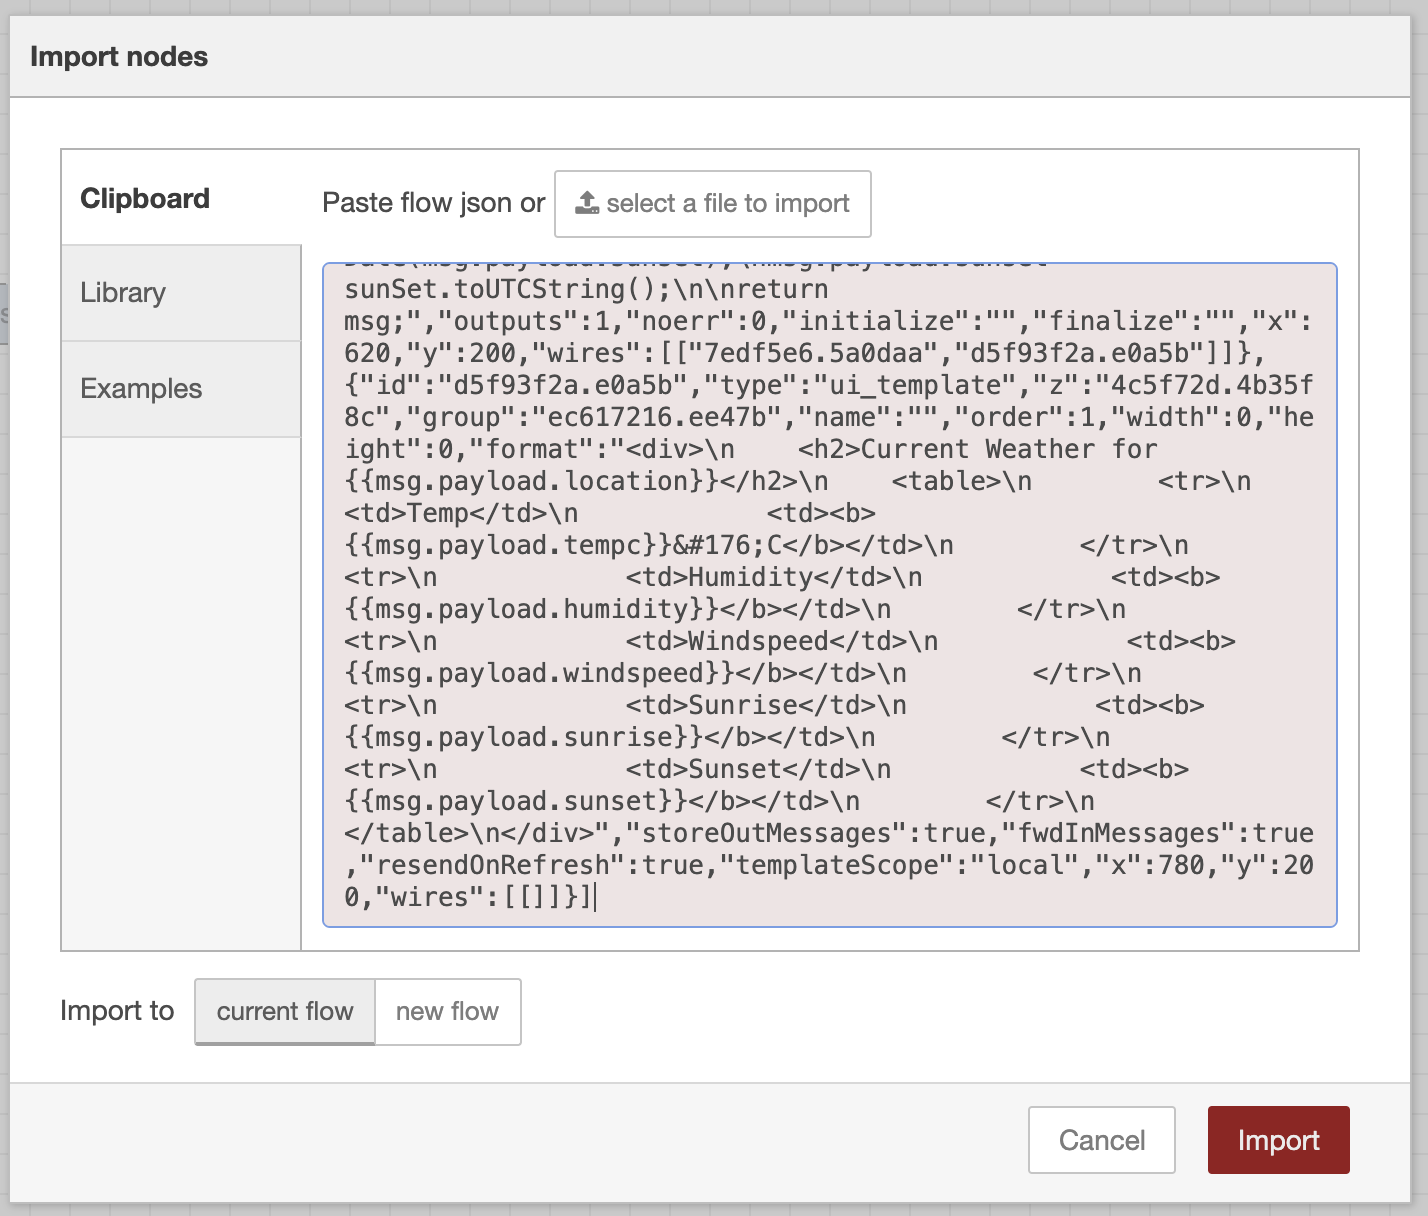 Import nodes
Clipboard
Library
Examples
Paste flow json or
select a file to import
sunSet.toUTCString();\n\nreturn
msg;","outputs":1,"noerr":0,"initialize":"","finalize":"","x":
620,"y":200,"wires":[["7edf5e6.5a0daa","d5f93f2a.e0a5b"]]},
{"id":"d5f93f2a.e0a5b","type":"ui_template","z":"4c5f72d.4b35f
8c","group":"ec617216.ee47b","name":"","order":1,"width":0,"he
ight":0,"format":"<div>\n    <h2>Current Weather for
{{msg.payload.location}}</h2>\n    <table>\n        <tr>\n
<td>Temp</td>\n            <td><b>
{{msg.payload.tempc}}&#176;C</b></td>\n        </tr>\n
<tr>\n            <td>Humidity</td>\n            <td><b>
{{msg.payload.humidity}}</b></td>\n        </tr>\n
<tr>\n            <td>Windspeed</td>\n            <td><b>
{{msg.payload.windspeed}}</b></td>\n        </tr>\n
<tr>\n            <td>Sunrise</td>\n            <td><b>
{{msg.payload.sunrise}}</b></td>\n        </tr>\n
<tr>\n            <td>Sunset</td>\n            <td><b>
{{msg.payload.sunset}}</b></td>\n        </tr>\n
</table>\n</div>","storeOutMessages":true,"fwdInMessages":true
,"resendOnRefresh":true,"templateScope":"local","x":780,"y":20
0,"wires":[[]]}]
Import to
current flow
new flow
Cancel
Import